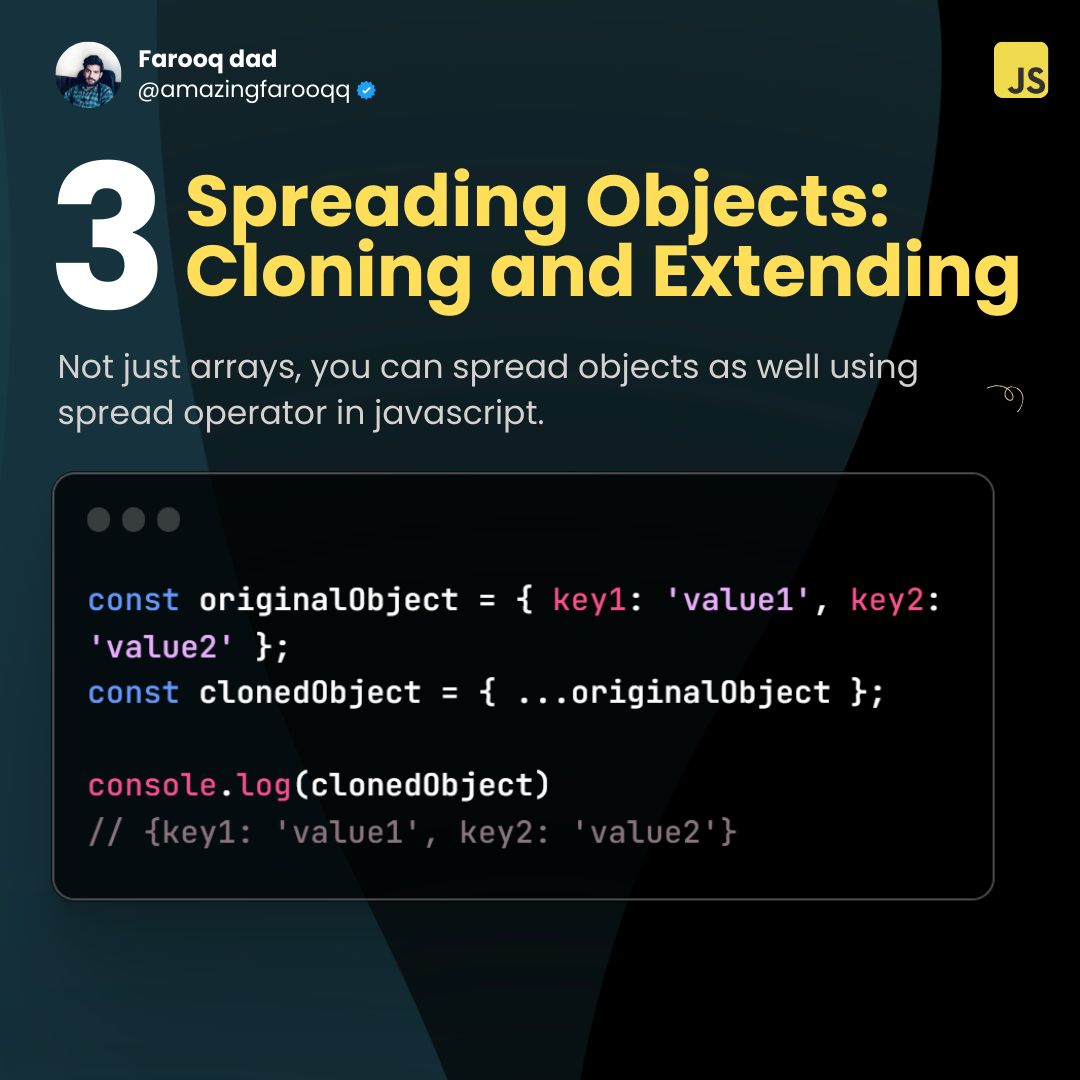 Farooq dad
@amazingfarooqq
JS
3
Spreading Objects:
Cloning and Extending
Not just arrays, you can spread objects as well using
spread operator in javascript.
const originalObject = { key1: 'value1', key2:
'value2' };
const clonedObject = { ...originalObject };
console.log(clonedObject)
// {key1: 'value1', key2: 'value2'}